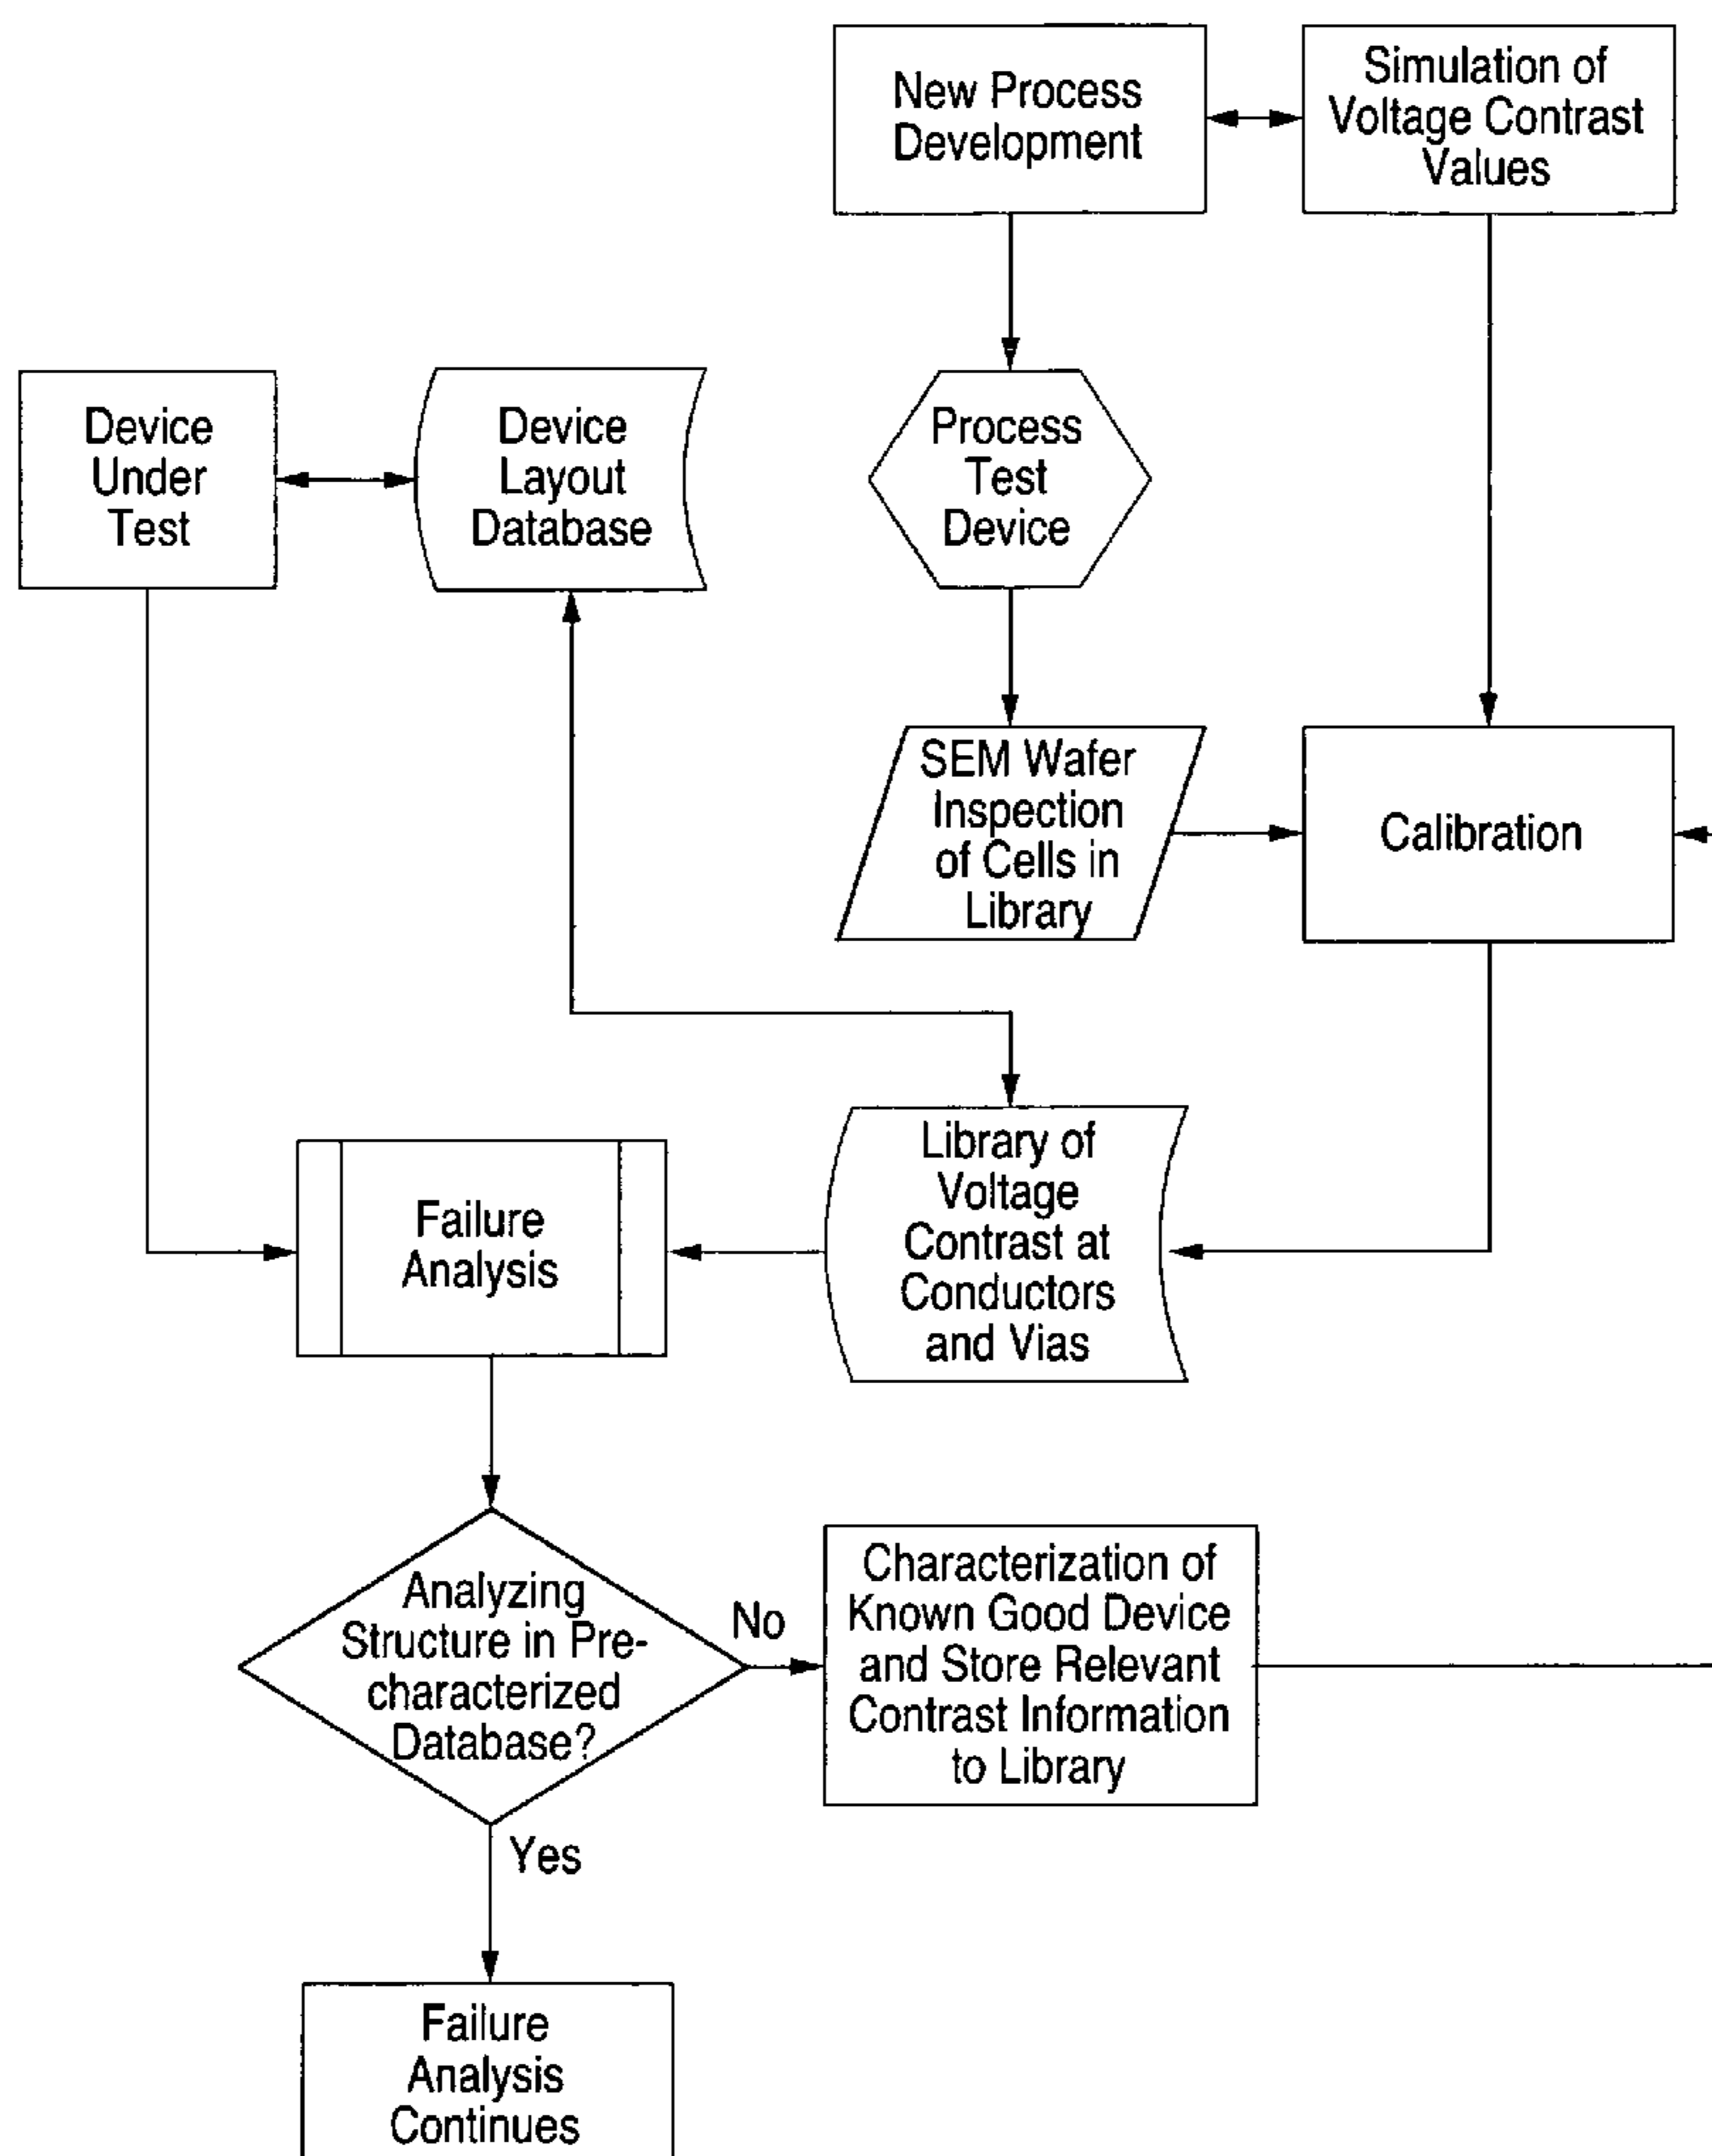 New Process
Development
Simulation of
Voltage Contrast
Values
Device
Under
Test
Device
Layout
Database
Process
Test
Device
SEM Wafer
Inspection
of Cells in
Library
Calibration
Failure
Analysis
Library of
Voltage
Contrast at
Conductors
and Vias
Analyzing
Structure in Pre-
characterized
Database?
No
Characterization of
Known Good Device
and Store Relevant
Contrast Information
to Library
Yes
Failure
Analysis
Continues